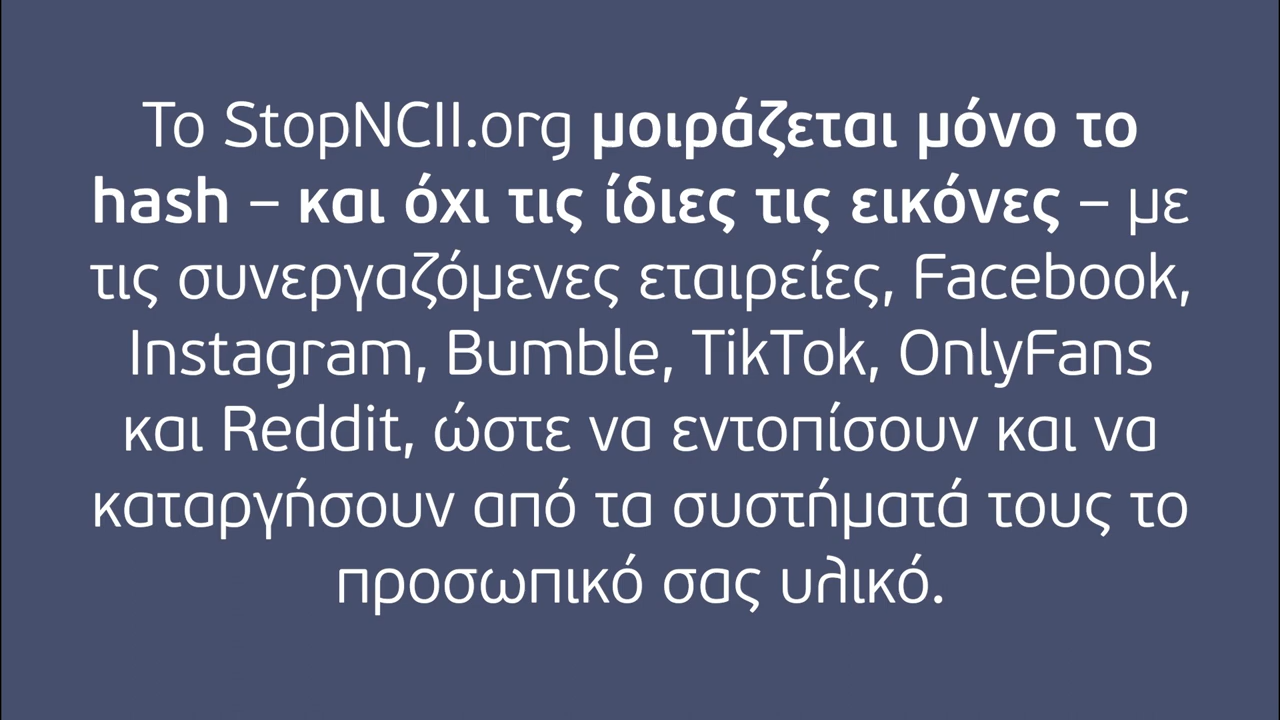 Το StopNCII.org μοιράζεται μόνο το
hash – και όχι τις ίδιες τις εικόνες – με
τις συνεργαζόμενες εταιρείες, Facebook,
Instagram, Bumble, TikTok, OnlyFans
και Reddit, ώστε να εντοπίσουν και να
καταργήσουν από τα συστήματά τους το
προσωπικό σας υλικό.